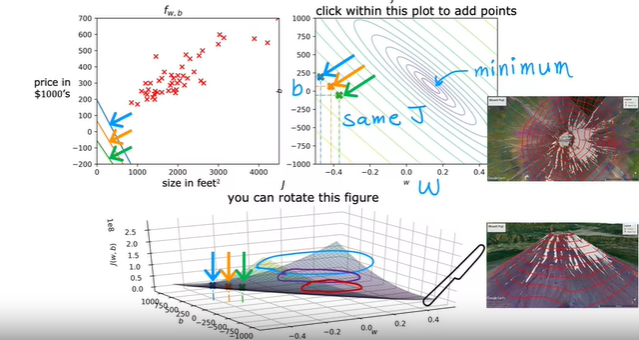 f_{w,b}
click within this plot to add points
700
600
500
400
300
200
100
0
−100
−200
price in
$1000's
0
1000
2000
3000
4000
size in feet²
1000
750
500
250
0
−250
−500
−750
−1000
b
b
minimum
same J
−0.4
−0.2
0.0
0.2
0.4
w
W
J
you can rotate this figure
1e8
2.5
2.0
1.5
1.0
0.5
0.0
J(w, b)
1000
750
500
250
0
−250
−500
−750
−1000
b
−0.4
−0.2
0.0
0.2
0.4
w